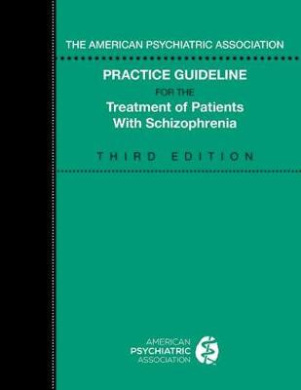 THE AMERICAN PSYCHIATRIC ASSOCIATION
PRACTICE GUIDELINE
FOR THE
Treatment of Patients
With Schizophrenia
THIRD EDITION
AMERICAN
PSYCHIATRIC
ASSOCIATION